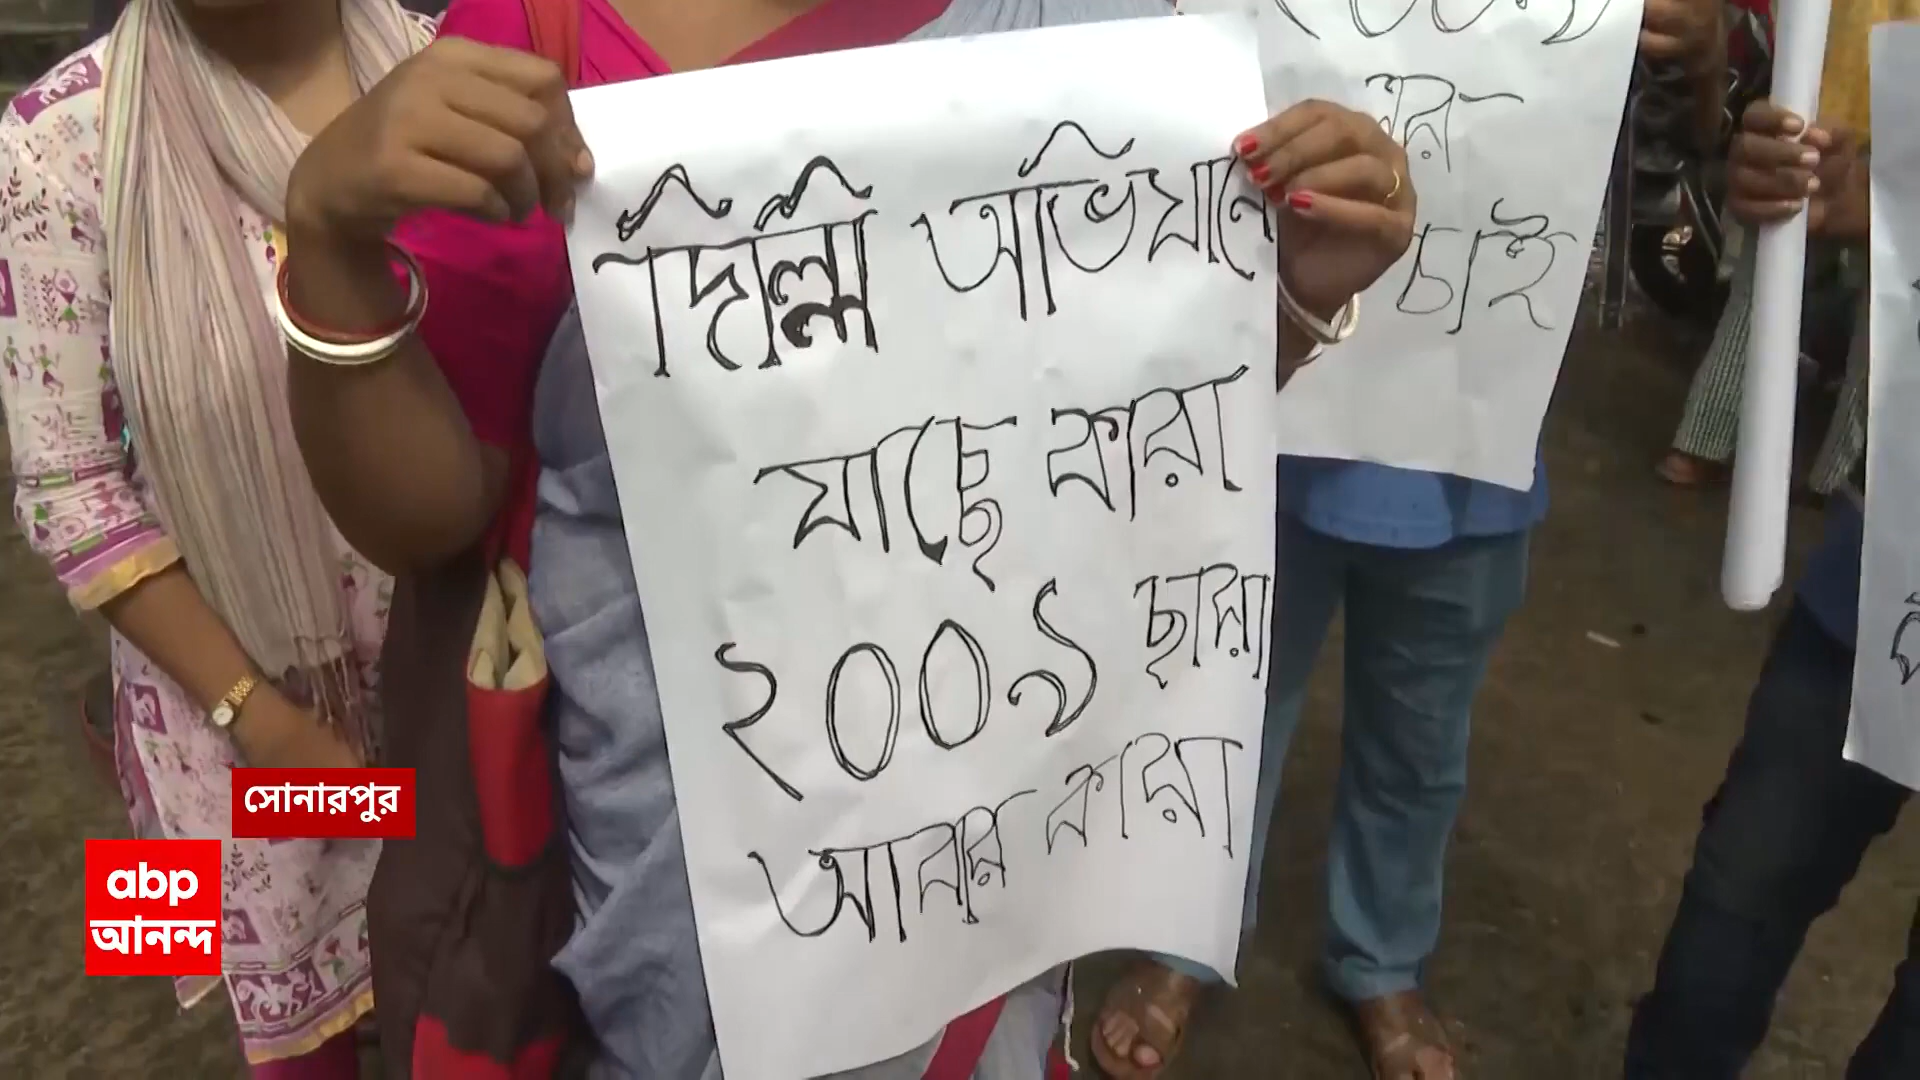 দিল্লী অভিযানে
যাচ্ছে কারা
২০০৯ ছাড়া
আবার কারা
চাই
সোনারপুর
abp
আনন্দ